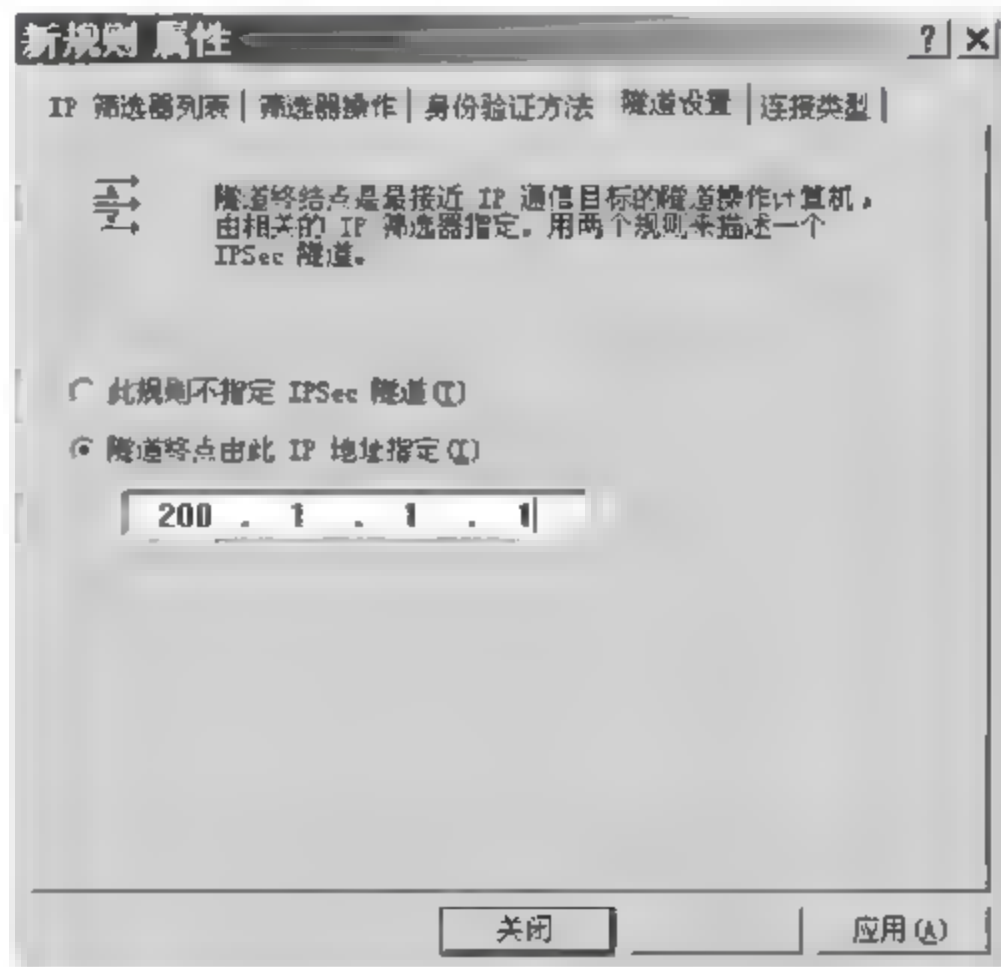 新规则 属性 ? ×
IP 筛选器列表 筛选器操作 身份验证方法 隧道设置 连接类型
隧道终结点是最接近 IP 通信目标的隧道操作计算机,
由相关的 IP 筛选器指定。用两个规则来描述一个
IPSec 隧道。
此规则不指定 IPSec 隧道(T)
隧道终点由此 IP 地址指定(I)
200 . 1 . 1 . 1
关闭 应用(A)